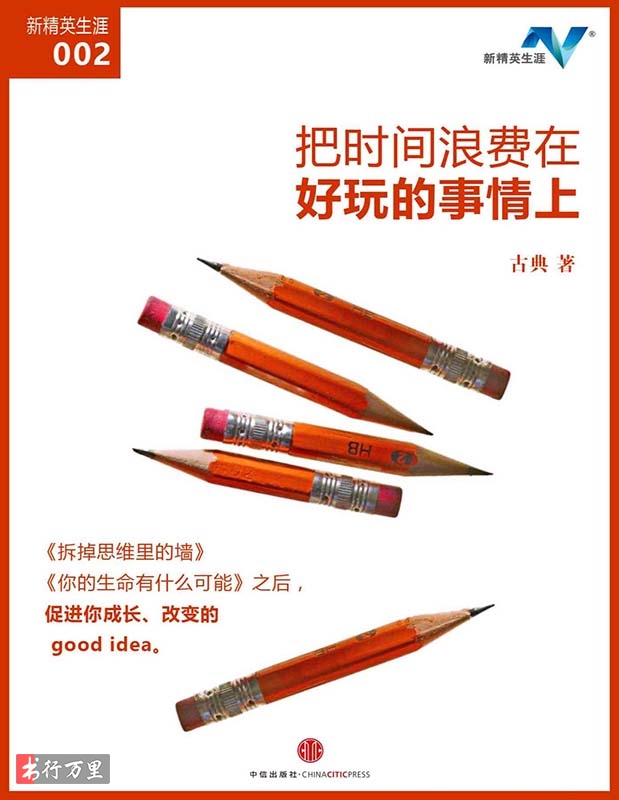 新精英生涯
002
新精英生涯
®
把时间浪费在
好玩的事情上
古典 著
HB
2
《拆掉思维里的墙》
《你的生命有什么可能》之后，
促进你成长、改变的
good idea。
书行万里
中信出版社·CHINACITICPRESS